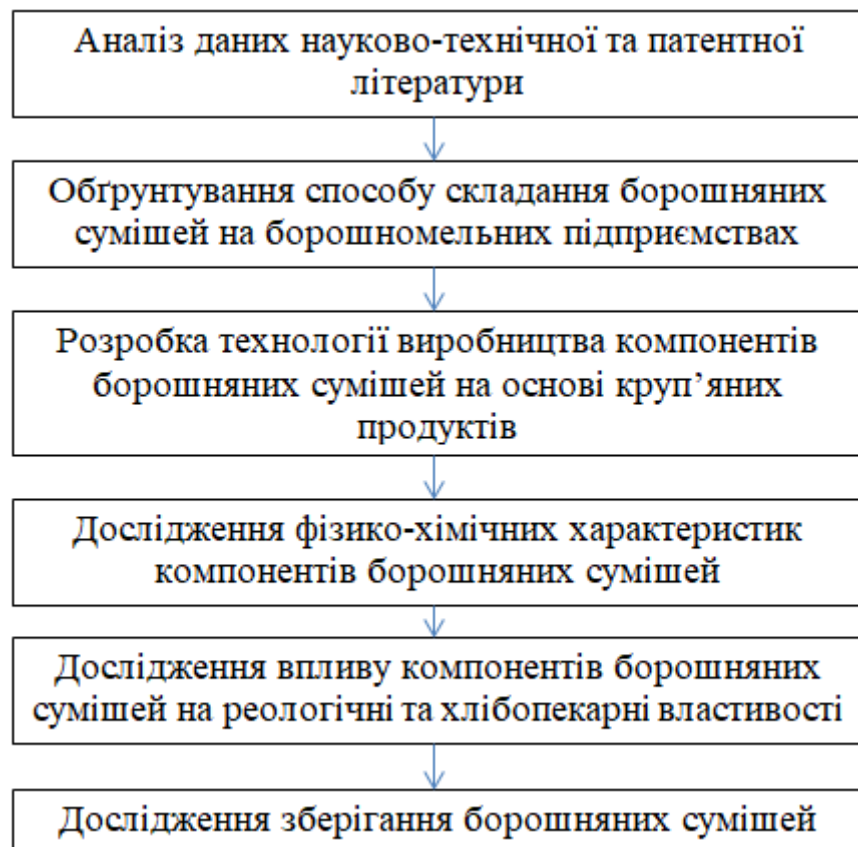 Аналіз даних науково-технічної та патентної
літератури
Обґрунтування способу складання борошняних
сумішей на борошномельних підприємствах
Розробка технології виробництва компонентів
борошняних сумішей на основі круп’яних
продуктів
Дослідження фізико-хімічних характеристик
компонентів борошняних сумішей
Дослідження впливу компонентів борошняних
сумішей на реологічні та хлібопекарні властивості
Дослідження зберігання борошняних сумішей